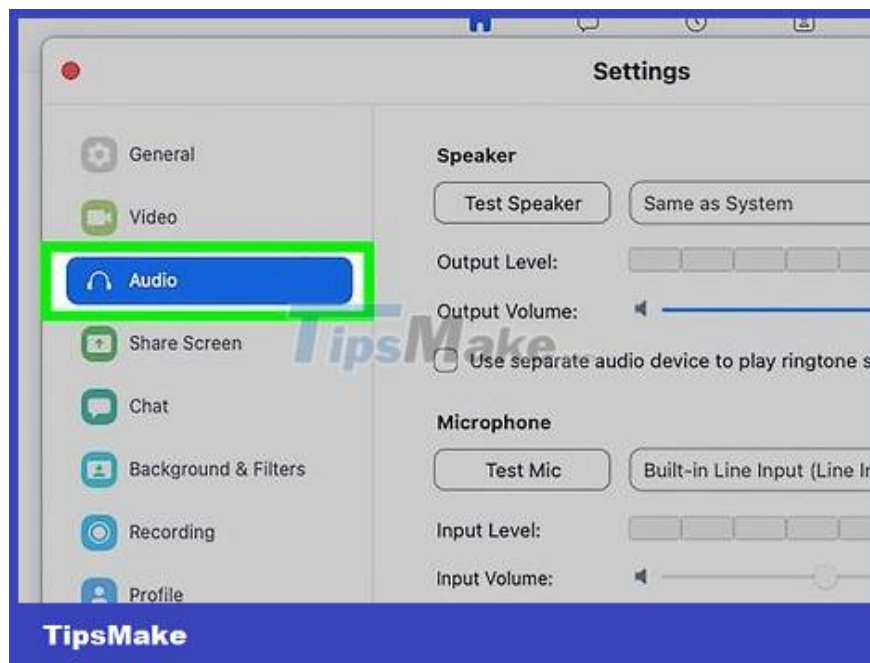 Settings
General
Video
Audio
Share Screen
Chat
Background & Filters
Recording
Profile
Speaker
Test Speaker
Same as System
Output Level:
Output Volume:
Use separate audio device to play ringtone s
Microphone
Test Mic
Built-in Line Input (Line In
Input Level:
Input Volume:
TipsMake
TipsMake